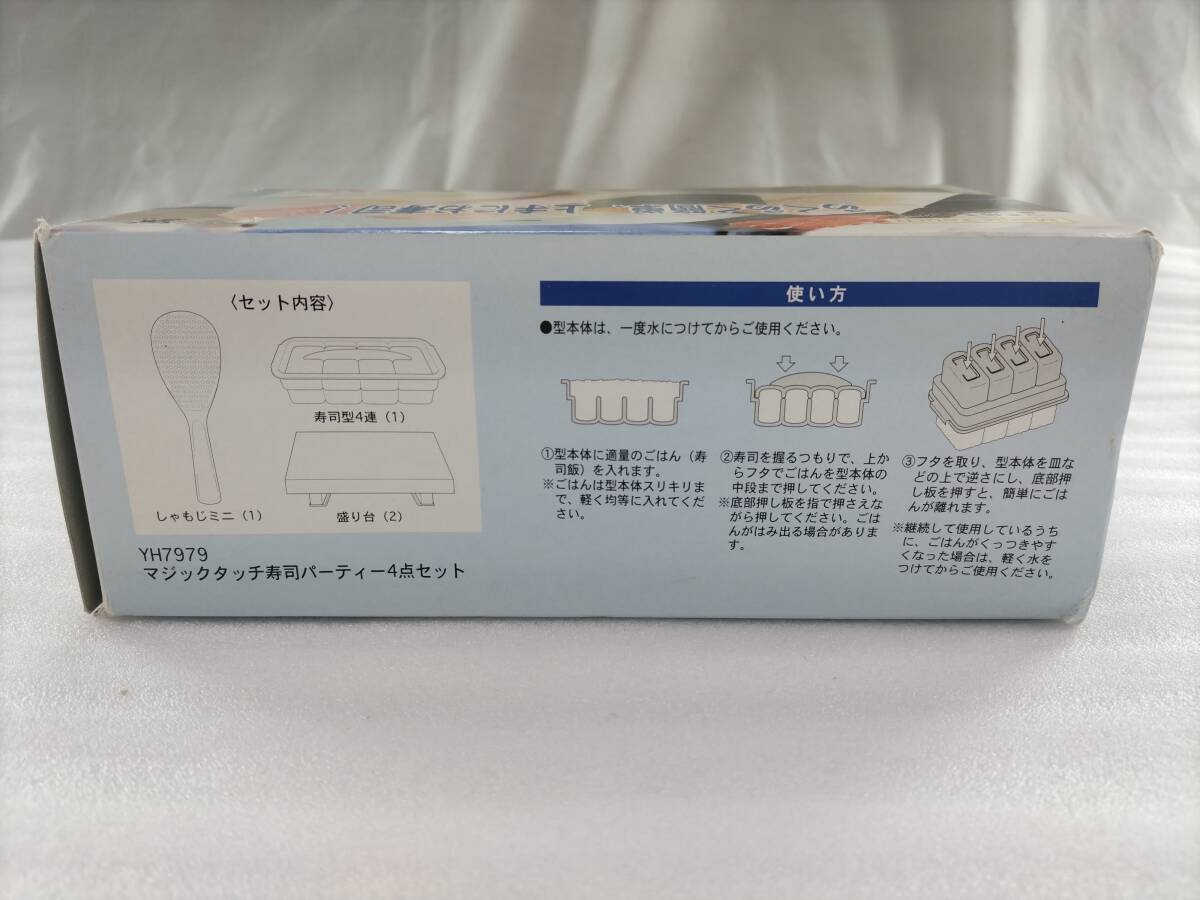 上手にお寿司！
〈セット内容〉
寿司型4連（1）
しゃもじミニ（1）
盛り台（2）
YH7979
マジックタッチ寿司パーティー4点セット
使い方
●型本体は、一度水につけてからご使用ください。
①型本体に適量のごはん（寿
司飯）を入れます。
※ごはんは型本体スリキリま
で、軽く均等に入れてくだ
さい。
②寿司を握るつもりで、上か
らフタでごはんを型本体の
中段まで押してください。
※底部押し板を指で押さえな
がら押してください。ごは
んがはみ出る場合がありま
す。
③フタを取り、型本体を皿な
どの上で逆さにし、底部押
し板を押すと、簡単にごは
んが離れます。
※継続して使用しているうち
に、ごはんがくっつきやす
くなった場合は、軽く水を
つけてからご使用ください。